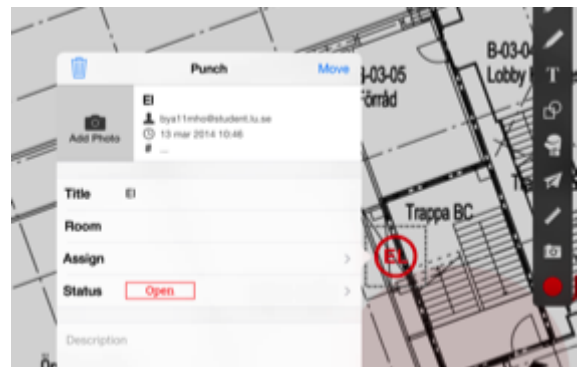 Punch
Move
El
bya11mho@student.lu.se
13 mar 2014 10:46
# ...
Add Photo
Title El
Room
Assign
Status Open
Description
03-05
Förråd
B-03-0
Lobby
Trappa BC
EL
T